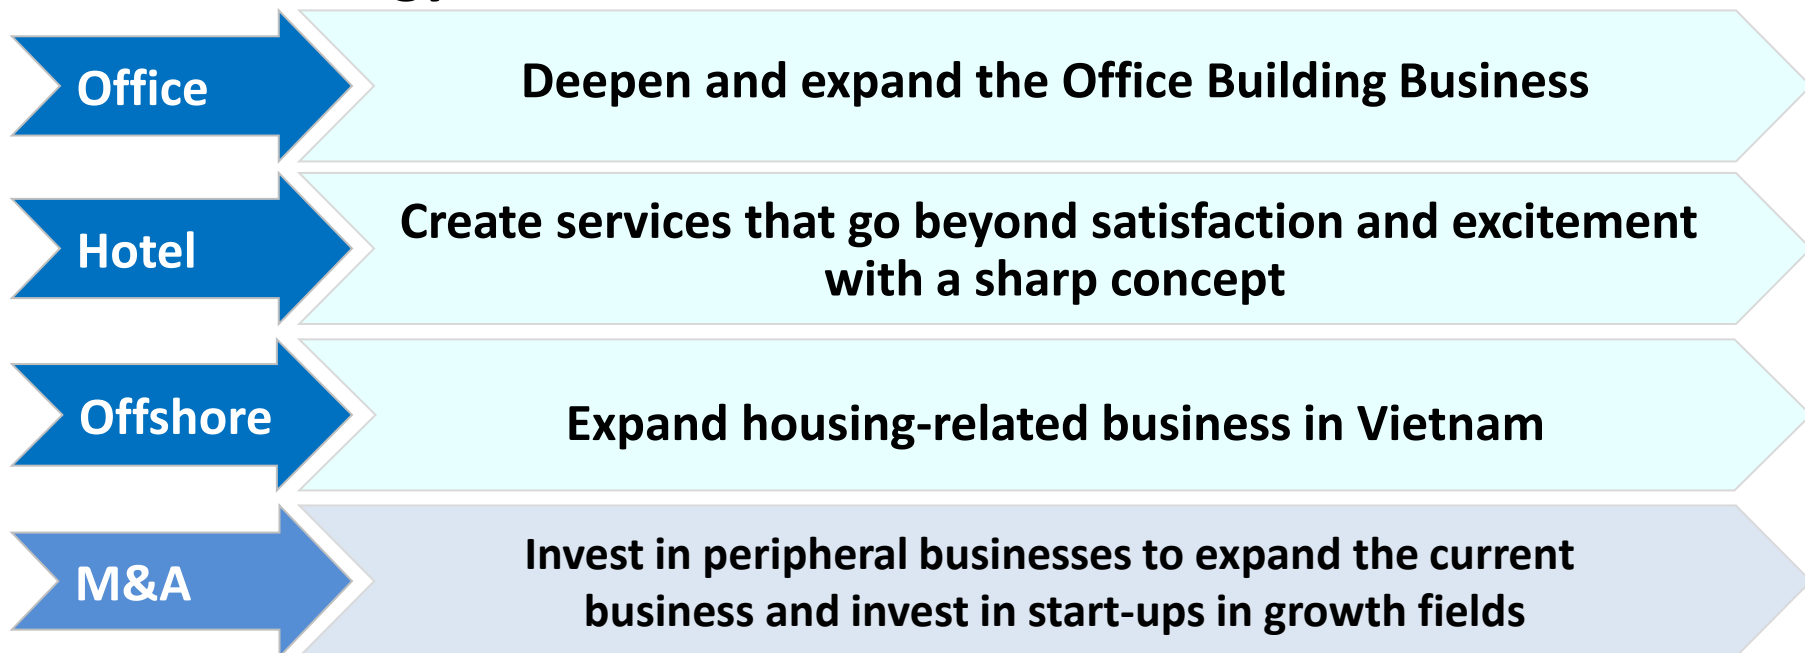 Office
Deepen and expand the Office Building Business
Hotel
Create services that go beyond satisfaction and excitement
with a sharp concept
Offshore
Expand housing-related business in Vietnam
M&A
Invest in peripheral businesses to expand the current
business and invest in start-ups in growth fields